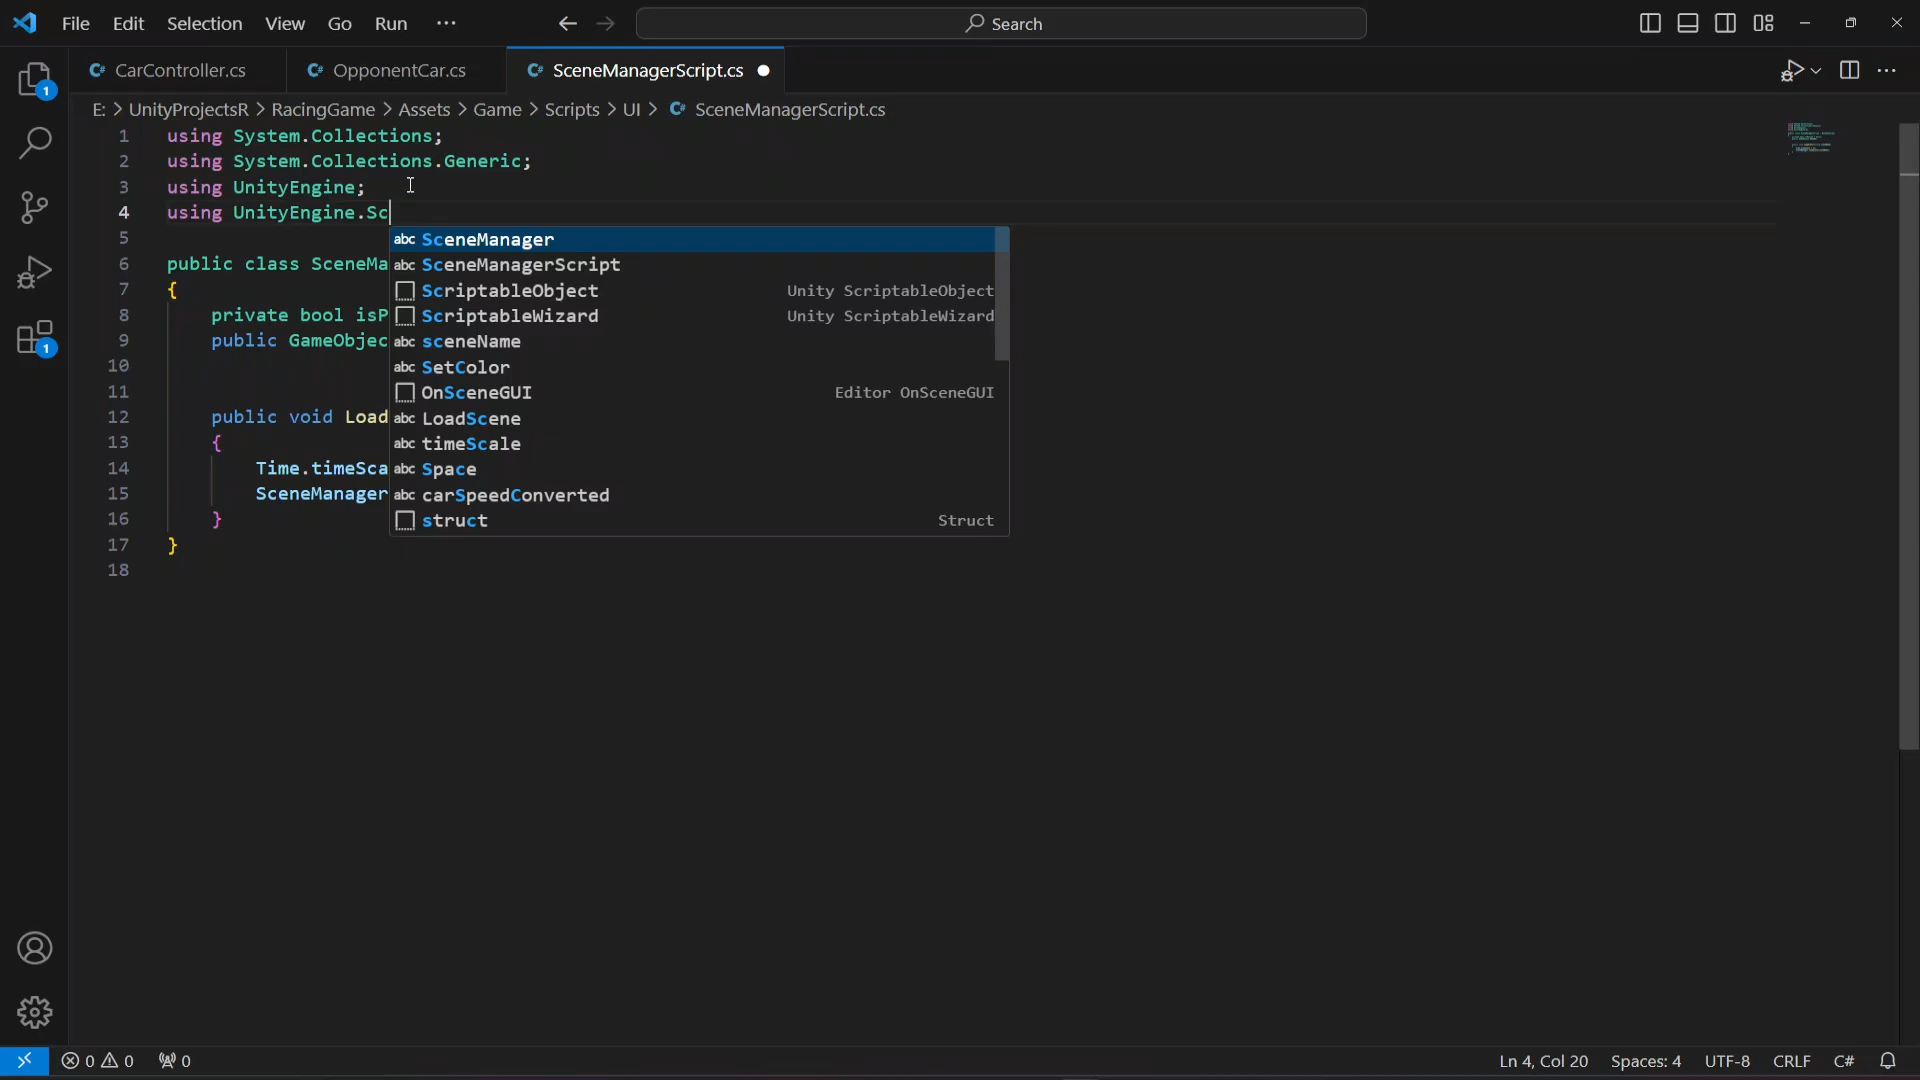 File Edit Selection View Go Run ···
Search
CarController.cs
OpponentCar.cs
SceneManagerScript.cs
E: > UnityProjectsR > RacingGame > Assets > Game > Scripts > UI > SceneManagerScript.cs
1 using System.Collections;
2 using System.Collections.Generic;
3 using UnityEngine;
4 using UnityEngine.Sc
5
6 public class SceneMa
7 {
8 private bool isP
9 public GameObjec
10
11
12 public void Load
13 {
14 Time.timeSca
15 SceneManager
16 }
17 }
18
abc SceneManager
abc SceneManagerScript
ScriptableObject Unity ScriptableObject
ScriptableWizard Unity ScriptableWizard
abc sceneName
abc SetColor
OnSceneGUI Editor OnSceneGUI
abc LoadScene
abc timeScale
abc Space
abc carSpeedConverted
struct Struct
1
1
0 0 0
Ln 4, Col 20 Spaces: 4 UTF-8 CRLF C#